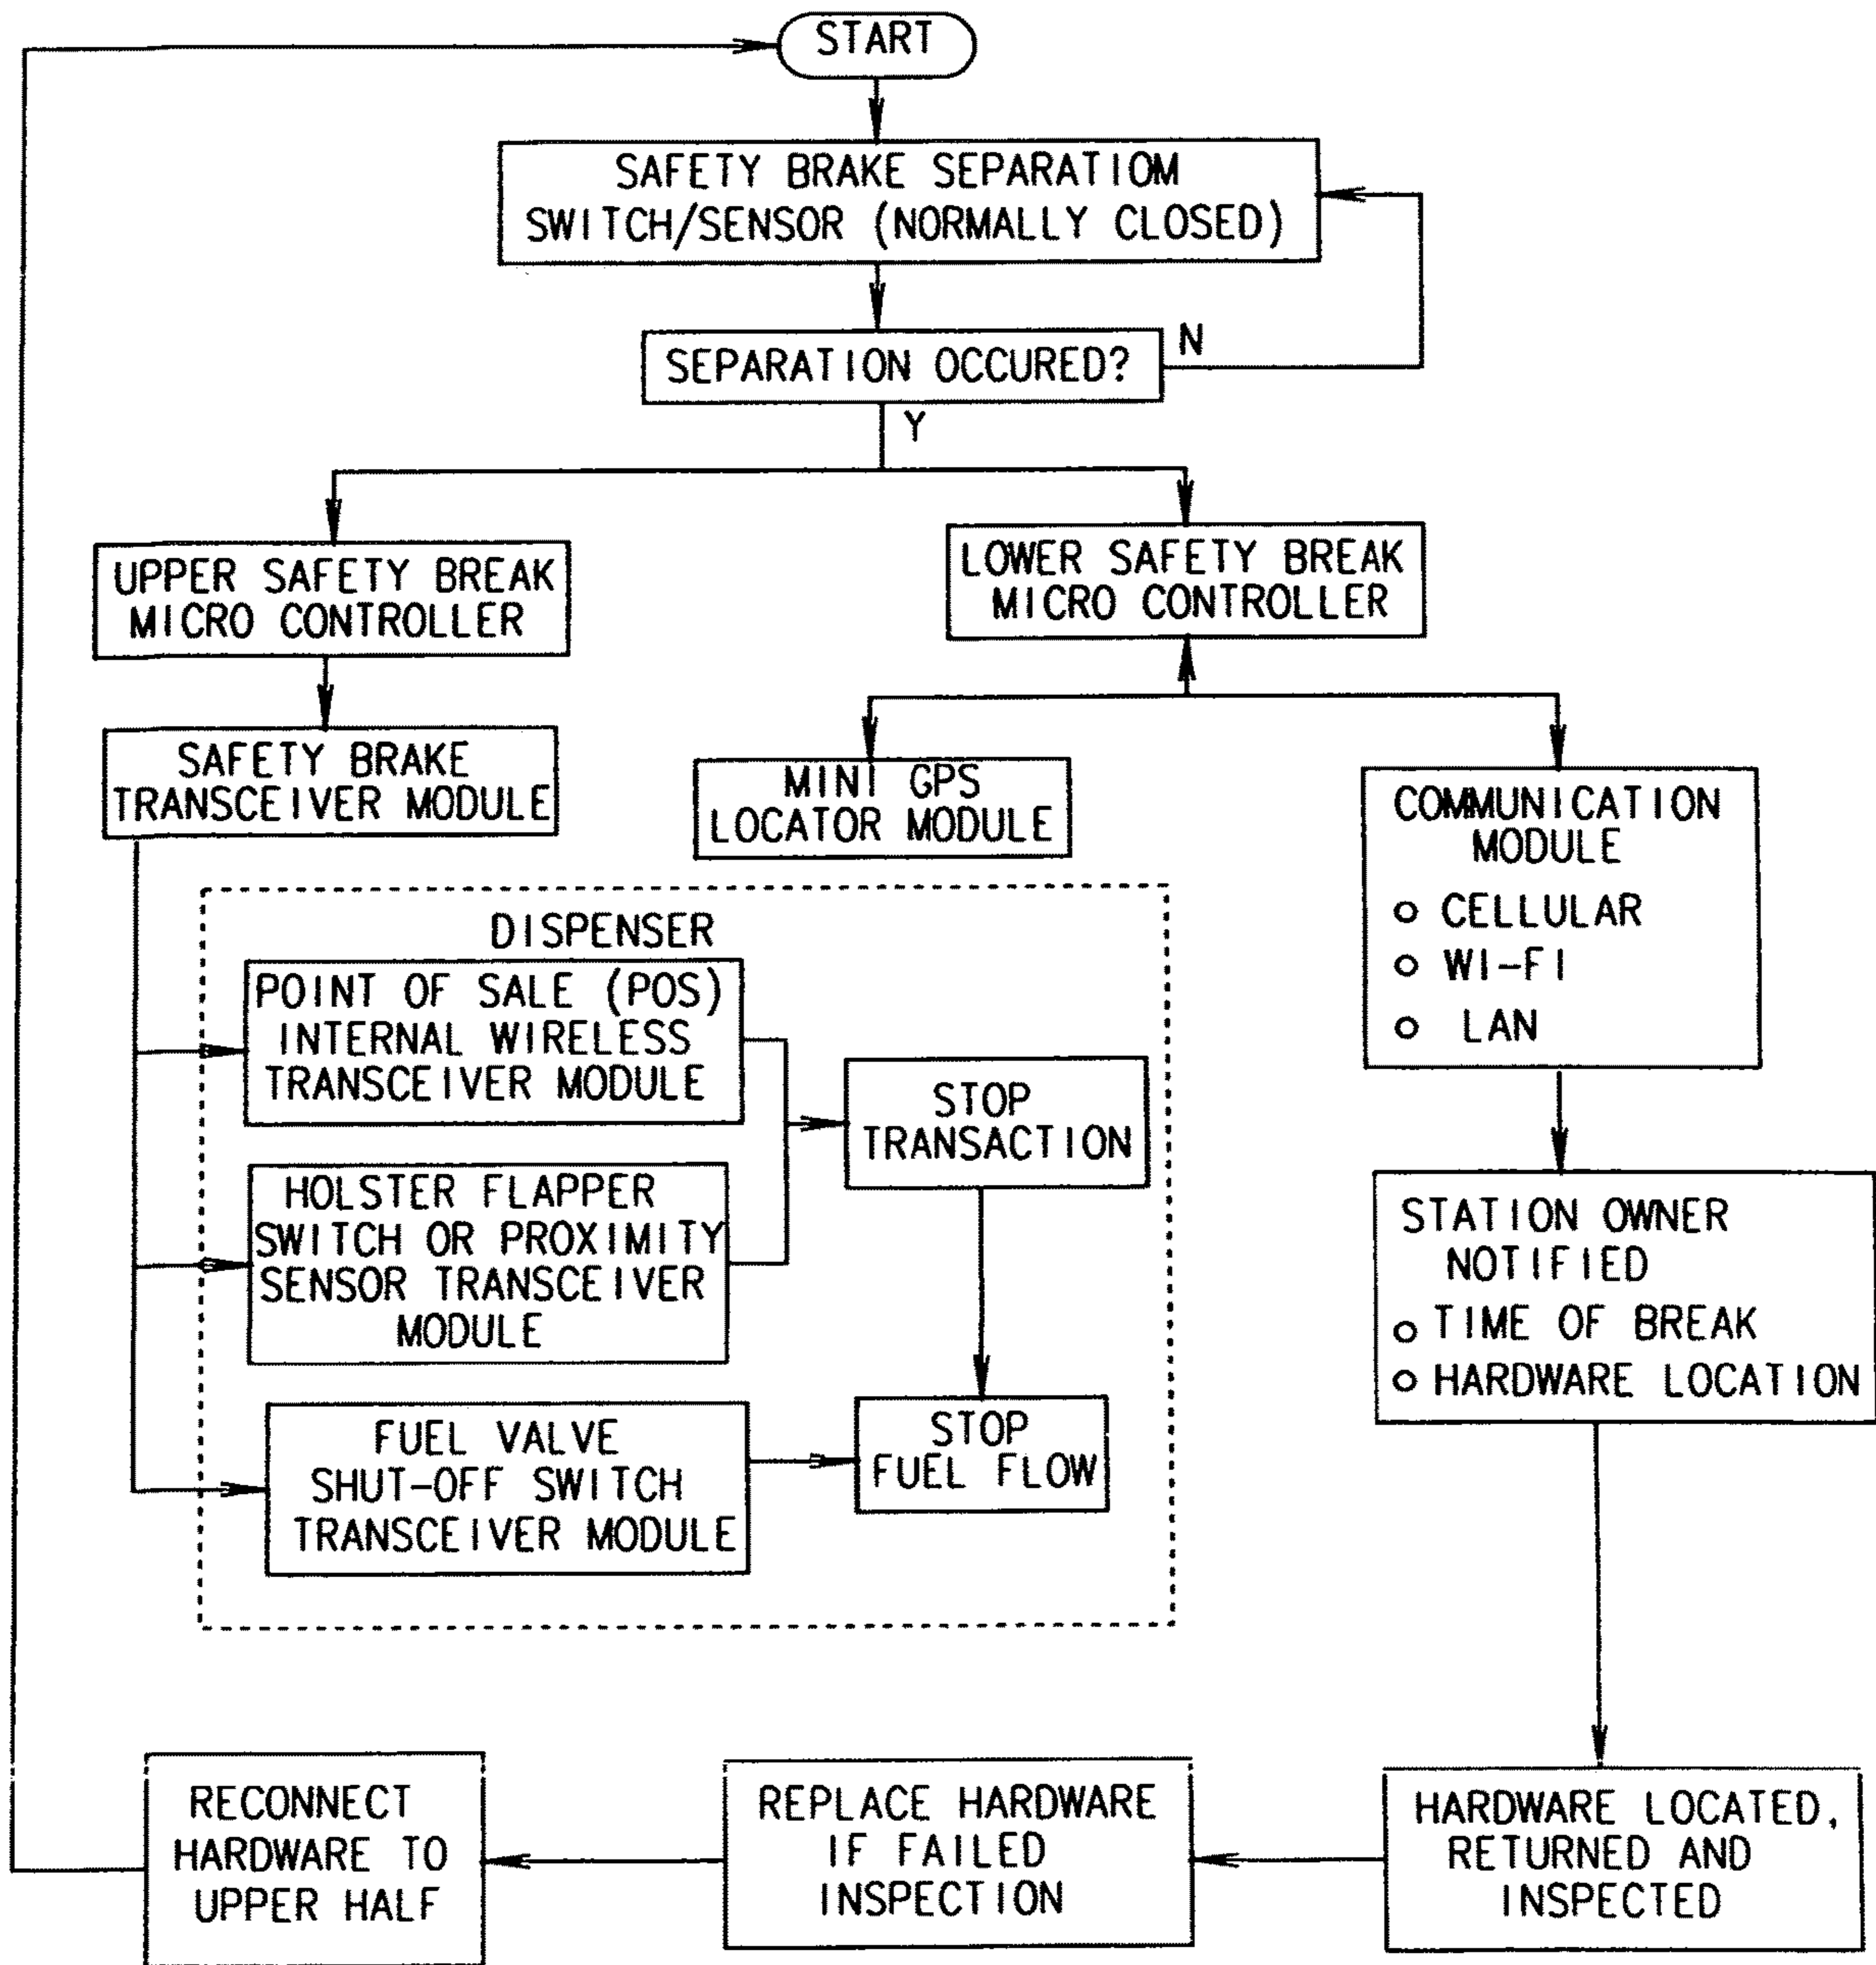 START
SAFETY BRAKE SEPARATIOM
SWITCH/SENSOR (NORMALLY CLOSED)
SEPARATION OCCURED?
N
Y
UPPER SAFETY BREAK
MICRO CONTROLLER
LOWER SAFETY BREAK
MICRO CONTROLLER
SAFETY BRAKE
TRANSCEIVER MODULE
MINI GPS
LOCATOR MODULE
COMMUNICATION
MODULE
○ CELLULAR
○ WI-FI
○ LAN
DISPENSER
POINT OF SALE (POS)
INTERNAL WIRELESS
TRANSCEIVER MODULE
HOLSTER FLAPPER
SWITCH OR PROXIMITY
SENSOR TRANSCEIVER
MODULE
FUEL VALVE
SHUT-OFF SWITCH
TRANSCEIVER MODULE
STOP
TRANSACTION
STOP
FUEL FLOW
STATION OWNER
NOTIFIED
○ TIME OF BREAK
○ HARDWARE LOCATION
HARDWARE LOCATED,
RETURNED AND
INSPECTED
REPLACE HARDWARE
IF FAILED
INSPECTION
RECONNECT
HARDWARE TO
UPPER HALF